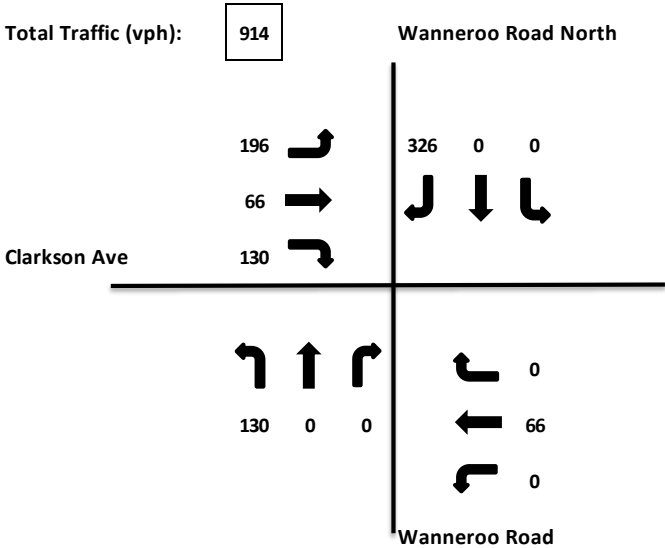 Total Traffic (vph): 914 Wanneroo Road North
196 326 0 0
66
Clarkson Ave 130
0
130 0 0 66
0
Wanneroo Road